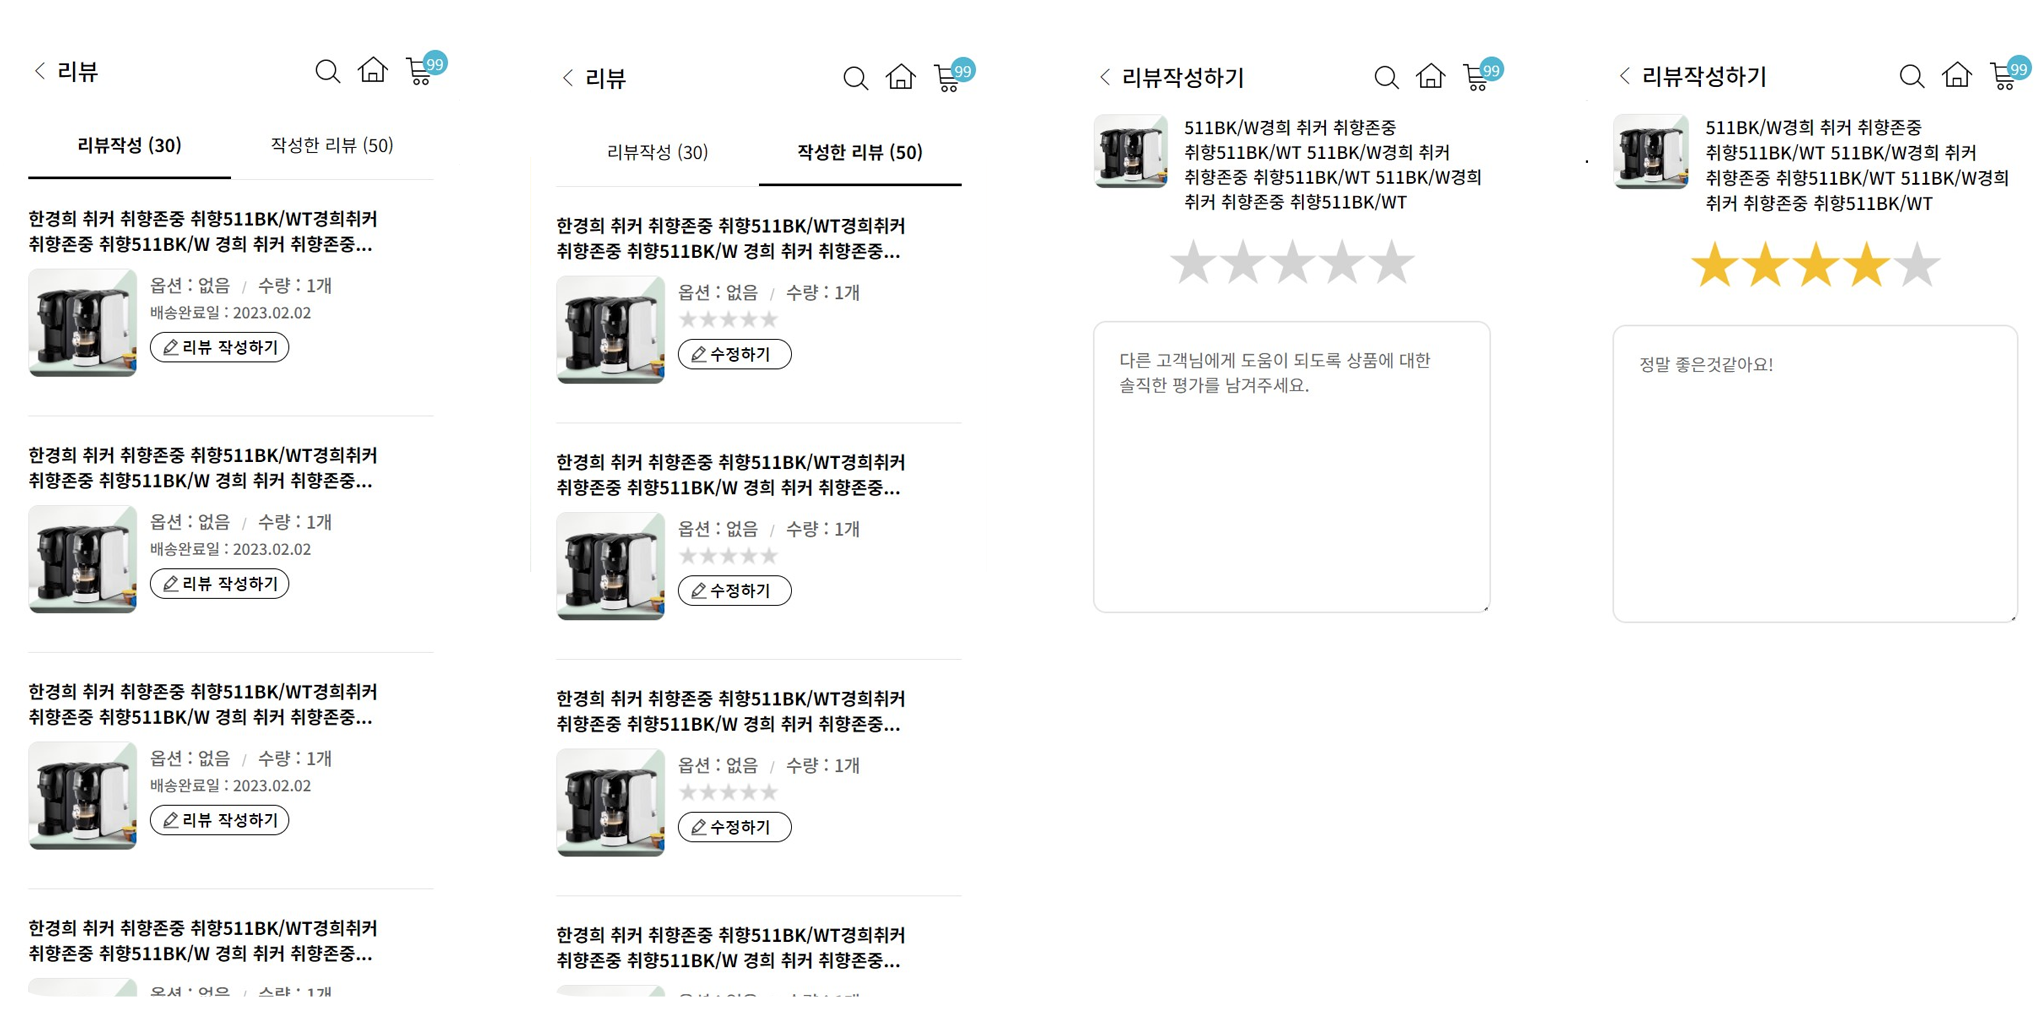 리뷰
99
리뷰작성 (30)
작성한 리뷰 (50)
한경희 취커 취향존중 취향511BK/WT경희취커
취향존중 취향511BK/W 경희 취커 취향존중...
옵션 : 없음 / 수량 : 1개
배송완료일 : 2023.02.02
리뷰 작성하기
한경희 취커 취향존중 취향511BK/WT경희취커
취향존중 취향511BK/W 경희 취커 취향존중...
옵션 : 없음 / 수량 : 1개
배송완료일 : 2023.02.02
리뷰 작성하기
한경희 취커 취향존중 취향511BK/WT경희취커
취향존중 취향511BK/W 경희 취커 취향존중...
옵션 : 없음 / 수량 : 1개
배송완료일 : 2023.02.02
리뷰 작성하기
한경희 취커 취향존중 취향511BK/WT경희취커
취향존중 취향511BK/W 경희 취커 취향존중...
옵션 : 없음 / 수량 : 1개
리뷰
99
리뷰작성 (30)
작성한 리뷰 (50)
한경희 취커 취향존중 취향511BK/WT경희취커
취향존중 취향511BK/W 경희 취커 취향존중...
옵션 : 없음 / 수량 : 1개
수정하기
한경희 취커 취향존중 취향511BK/WT경희취커
취향존중 취향511BK/W 경희 취커 취향존중...
옵션 : 없음 / 수량 : 1개
수정하기
한경희 취커 취향존중 취향511BK/WT경희취커
취향존중 취향511BK/W 경희 취커 취향존중...
옵션 : 없음 / 수량 : 1개
수정하기
한경희 취커 취향존중 취향511BK/WT경희취커
취향존중 취향511BK/W 경희 취커 취향존중...
리뷰작성하기
99
511BK/W경희 취커 취향존중
취향511BK/WT 511BK/W경희 취커
취향존중 취향511BK/WT 511BK/W경희
취커 취향존중 취향511BK/WT
다른 고객님에게 도움이 되도록 상품에 대한
솔직한 평가를 남겨주세요.
리뷰작성하기
99
511BK/W경희 취커 취향존중
취향511BK/WT 511BK/W경희 취커
취향존중 취향511BK/WT 511BK/W경희
취커 취향존중 취향511BK/WT
정말 좋은것같아요!